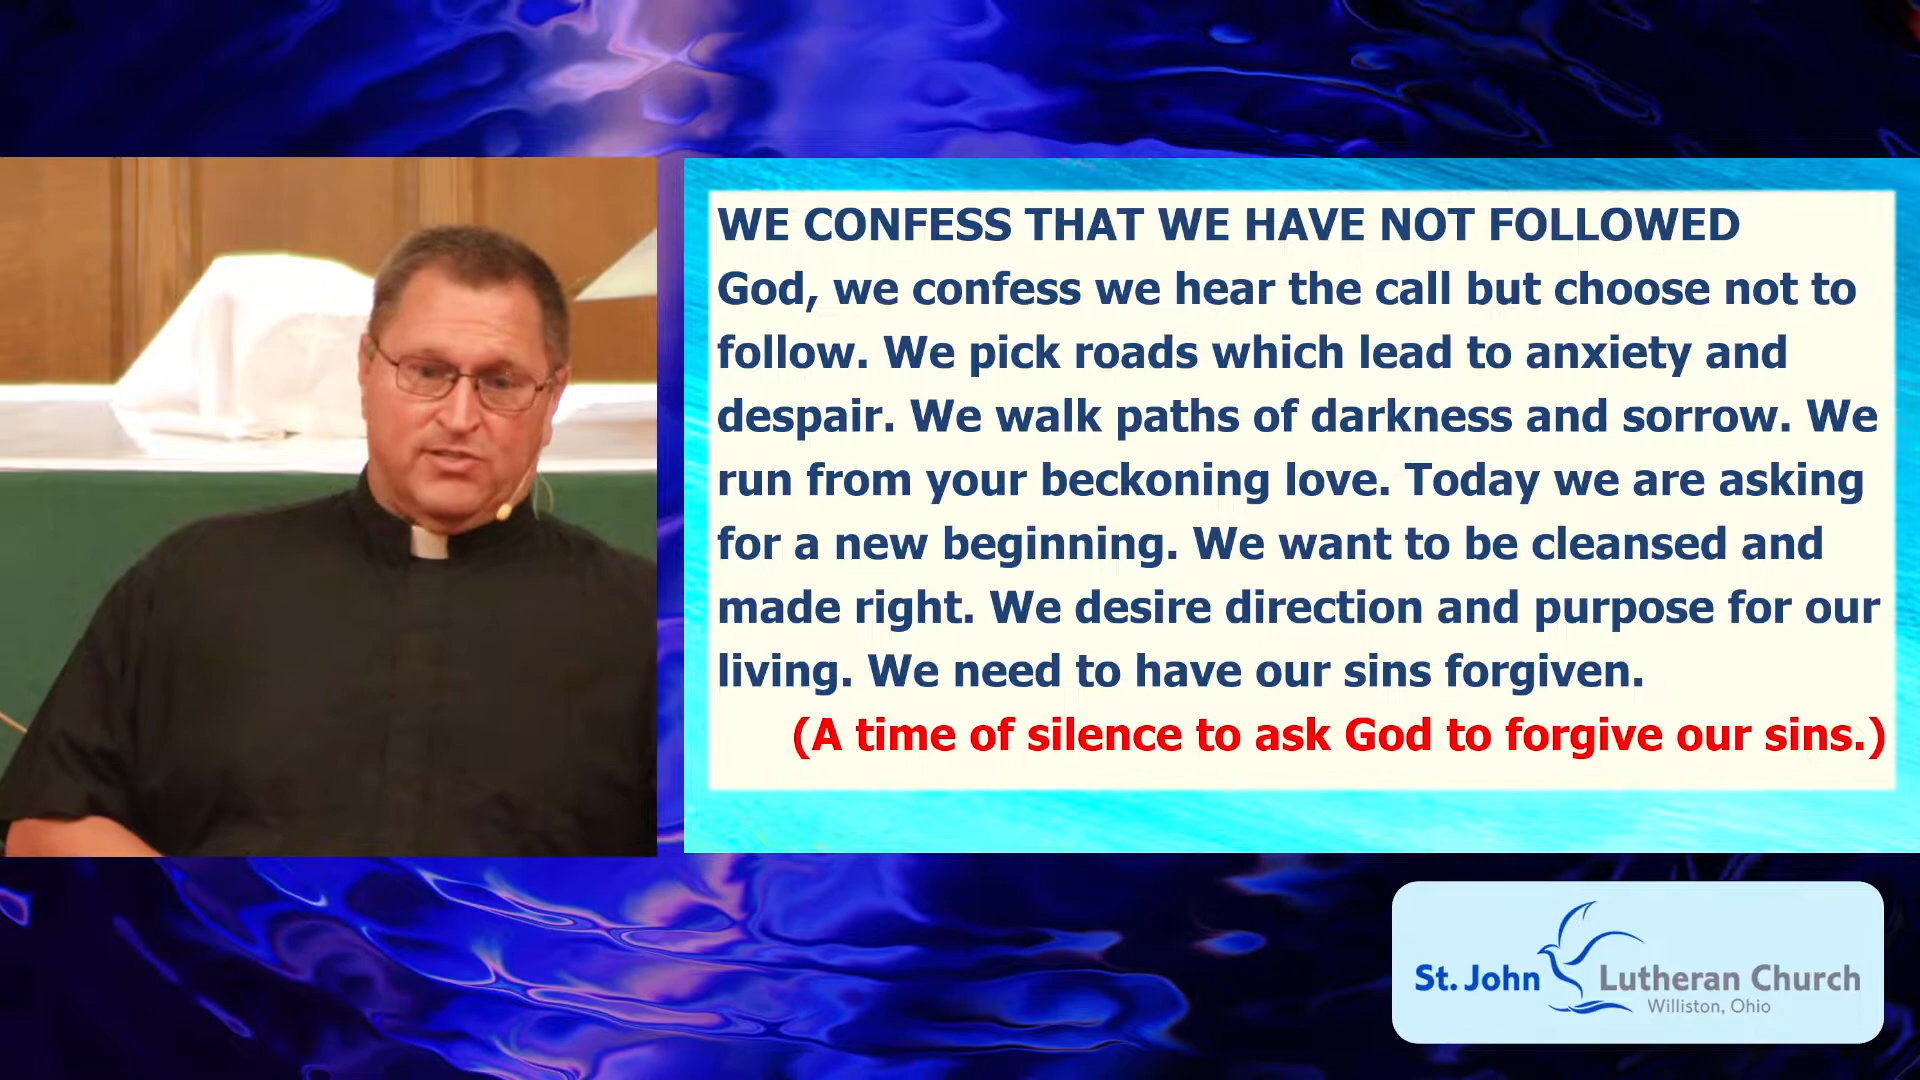 WE CONFESS THAT WE HAVE NOT FOLLOWED
God, we confess we hear the call but choose not to
follow. We pick roads which lead to anxiety and
despair. We walk paths of darkness and sorrow. We
run from your beckoning love. Today we are asking
for a new beginning. We want to be cleansed and
made right. We desire direction and purpose for our
living. We need to have our sins forgiven.
(A time of silence to ask God to forgive our sins.)
St. John Lutheran Church
Williston, Ohio